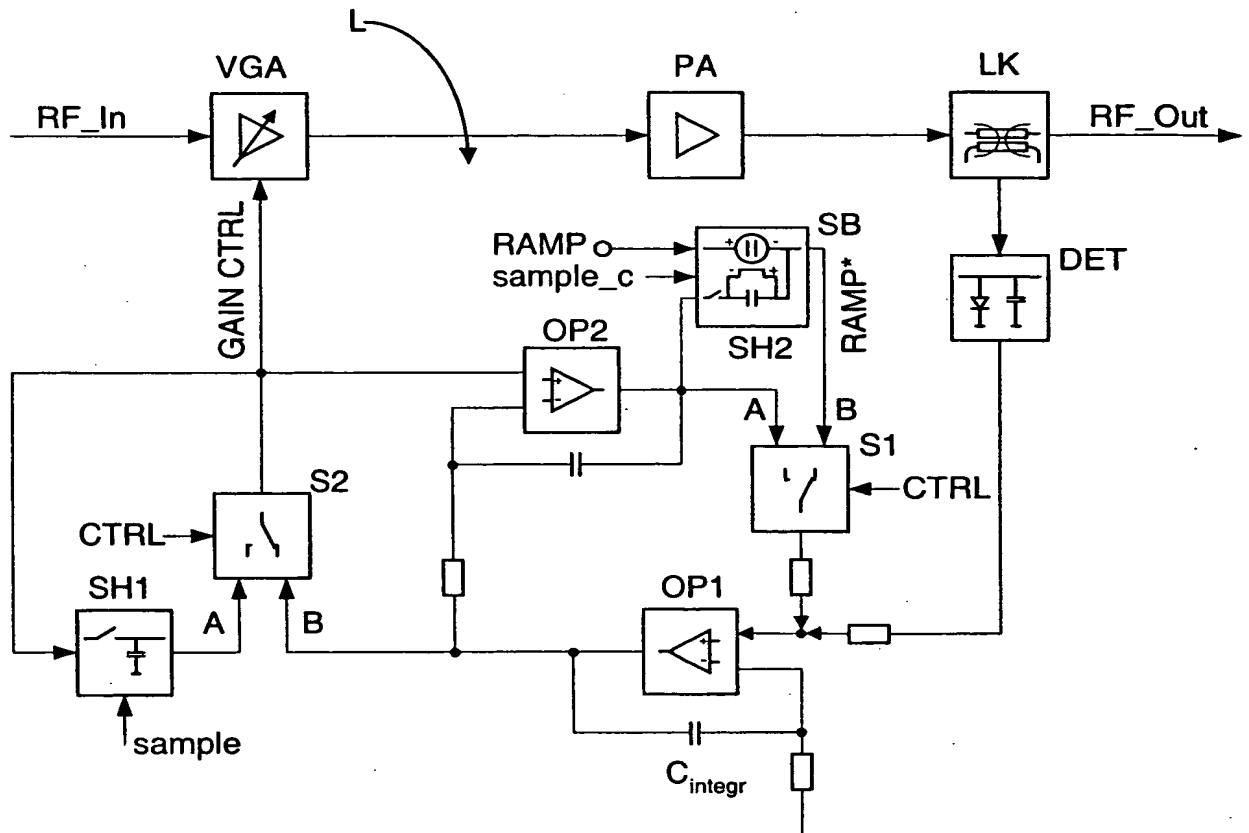 L
VGA
PA
LK
RF_In
RF_Out
GAIN CTRL
RAMP
SB
sample_c
RAMP*
DET
OP2
SH2
A
B
S1
S2
CTRL
CTRL
SH1
OP1
A
B
sample
Cintegr